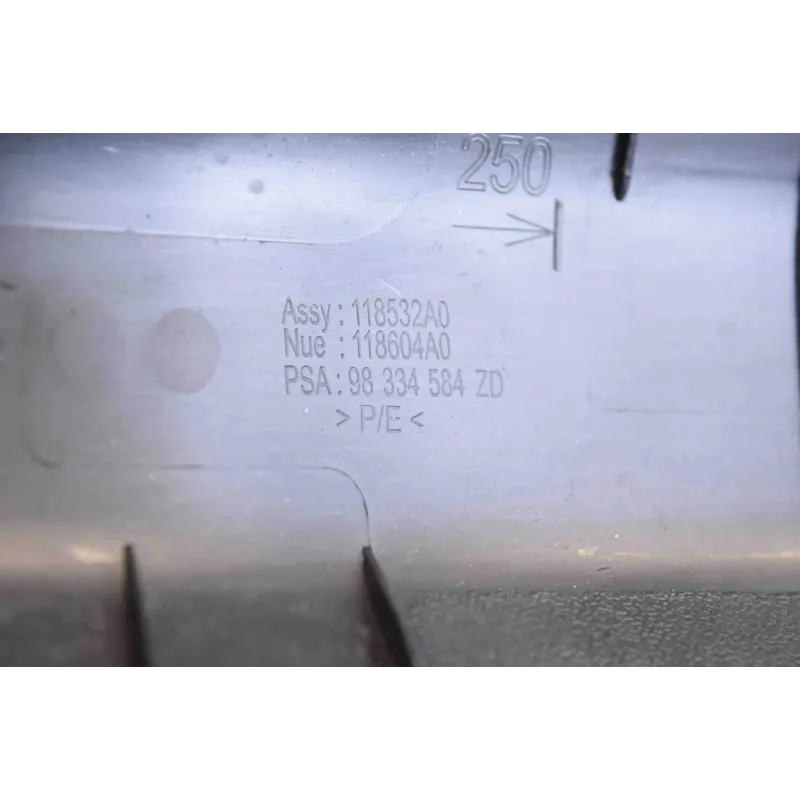 250
Assy : 118532A0
Nue : 118604A0
PSA : 98 334 584 ZD
> P/E <